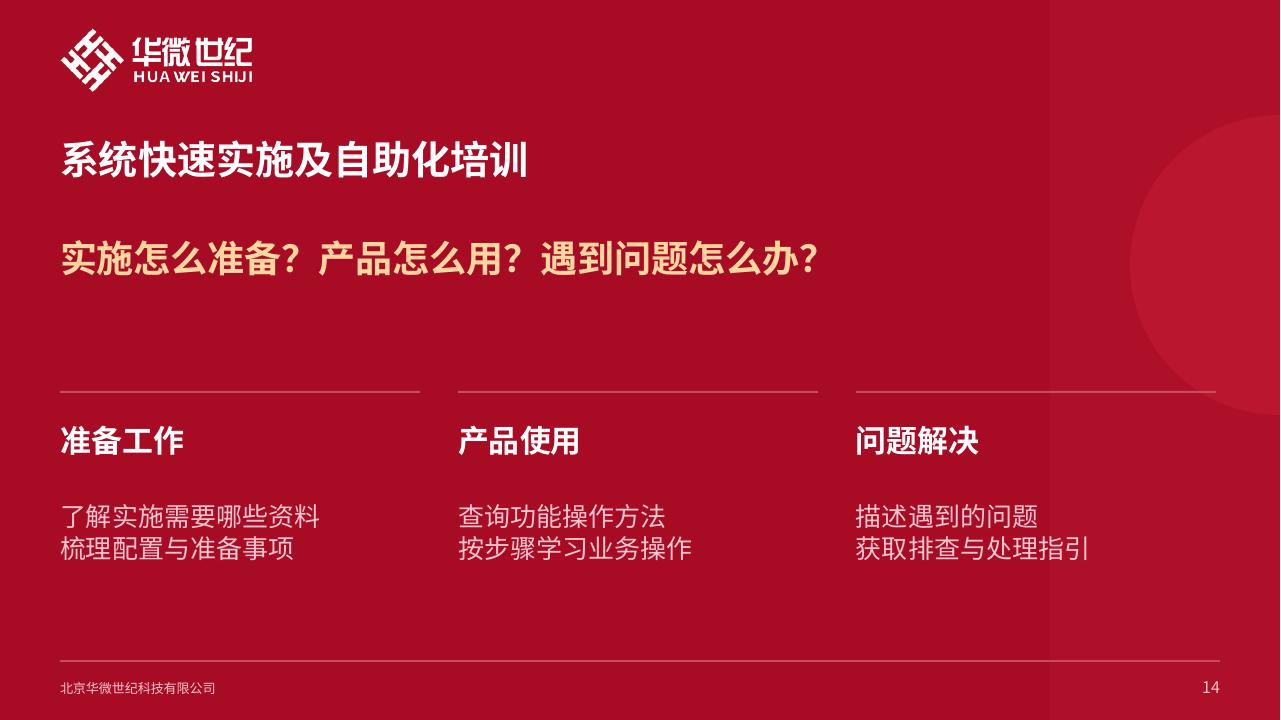 华微世纪
HUA WEI SHIJI
系统快速实施及自助化培训
实施怎么准备？产品怎么用？遇到问题怎么办？
准备工作
了解实施需要哪些资料
梳理配置与准备事项
产品使用
查询功能操作方法
按步骤学习业务操作
问题解决
描述遇到的问题
获取排查与处理指引
北京华微世纪科技有限公司
14